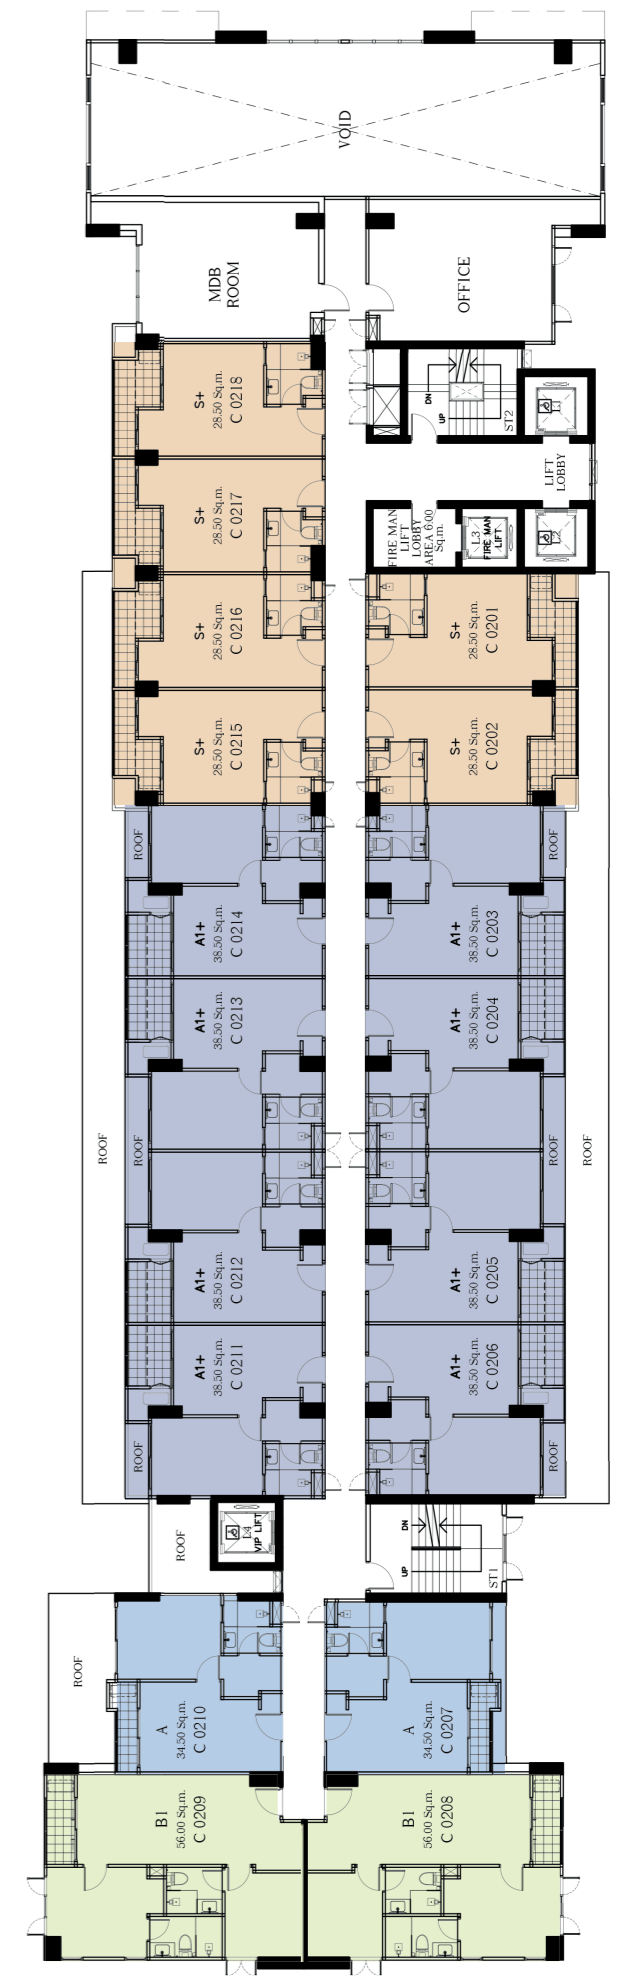 VOID
MDB
ROOM
OFFICE
S+
28.50 Sq.m.
C 0218
DN
UP
ST2
L1
S+
28.50 Sq.m.
C 0217
LIFT
LOBBY
FIRE MAN
LIFT
LOBBY
AREA 6.00
Sq.m.
L3
FIRE MAN
LIFT
L2
S+
28.50 Sq.m.
C 0216
S+
28.50 Sq.m.
C 0201
S+
28.50 Sq.m.
C 0215
S+
28.50 Sq.m.
C 0202
ROOF
ROOF
A1+
38.50 Sq.m.
C 0214
A1+
38.50 Sq.m.
C 0203
A1+
38.50 Sq.m.
C 0213
A1+
38.50 Sq.m.
C 0204
ROOF
ROOF
ROOF
ROOF
A1+
38.50 Sq.m.
C 0212
A1+
38.50 Sq.m.
C 0205
A1+
38.50 Sq.m.
C 0211
A1+
38.50 Sq.m.
C 0206
ROOF
ROOF
ROOF
L4
VIP LIFT
DN
UP
ST1
ROOF
A
34.50 Sq.m.
C 0210
A
34.50 Sq.m.
C 0207
B1
56.00 Sq.m.
C 0209
B1
56.00 Sq.m.
C 0208